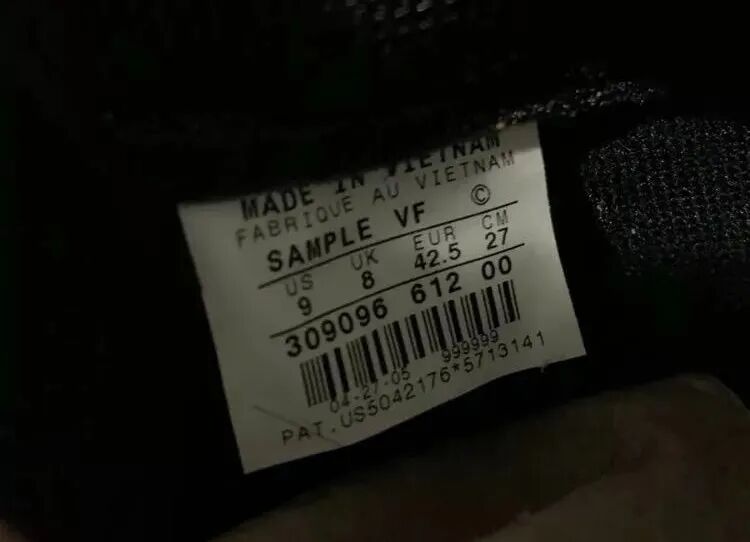 MADE IN VIETNAM
FABRIQUE AU VIETNAM
SAMPLE VF ©
US UK EUR CM
9 8 42.5 27
309096 612 00
04-27-05 999999
PAT.US5042176*5713141